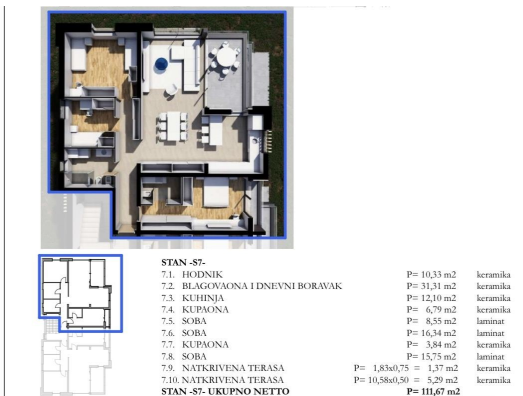 STAN -S7-
7.1. HODNIK P= 10,33 m2 keramika
7.2. BLAGOVAONA I DNEVNI BORAVAK P= 31,31 m2 keramika
7.3. KUHINJA P= 12,10 m2 keramika
7.4. KUPAONA P= 6,79 m2 keramika
7.5. SOBA P= 8,55 m2 laminat
7.6. SOBA P= 16,34 m2 laminat
7.7. KUPAONA P= 3,84 m2 keramika
7.8. SOBA P= 15,75 m2 laminat
7.9. NATKRIVENA TERASA P= 1,83x0,75 = 1,37 m2 keramika
7.10. NATKRIVENA TERASA P= 10,58x0,50 = 5,29 m2 keramika
STAN -S7- UKUPNO NETTO P= 111,67 m2